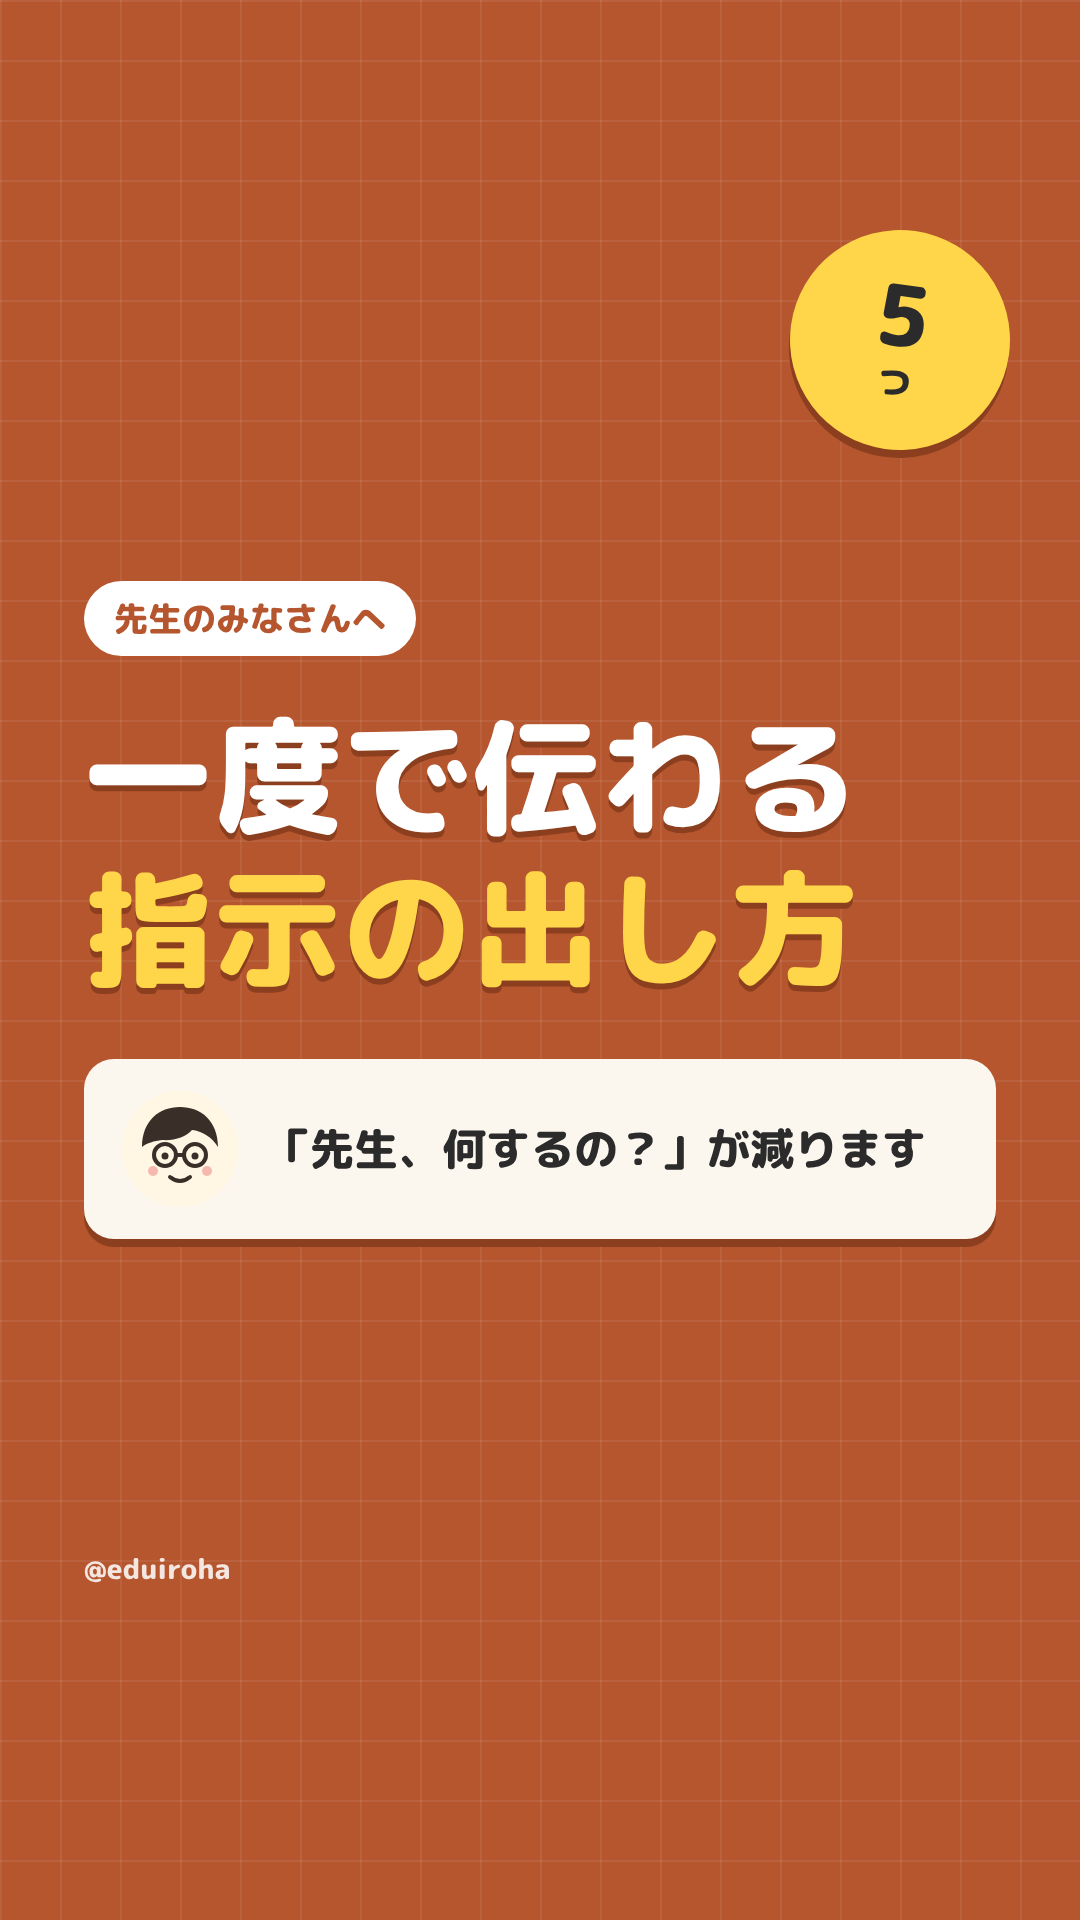 5
つ
先生のみなさんへ
一度で伝わる
指示の出し方
「先生、何するの？」が減ります
@eduiroha